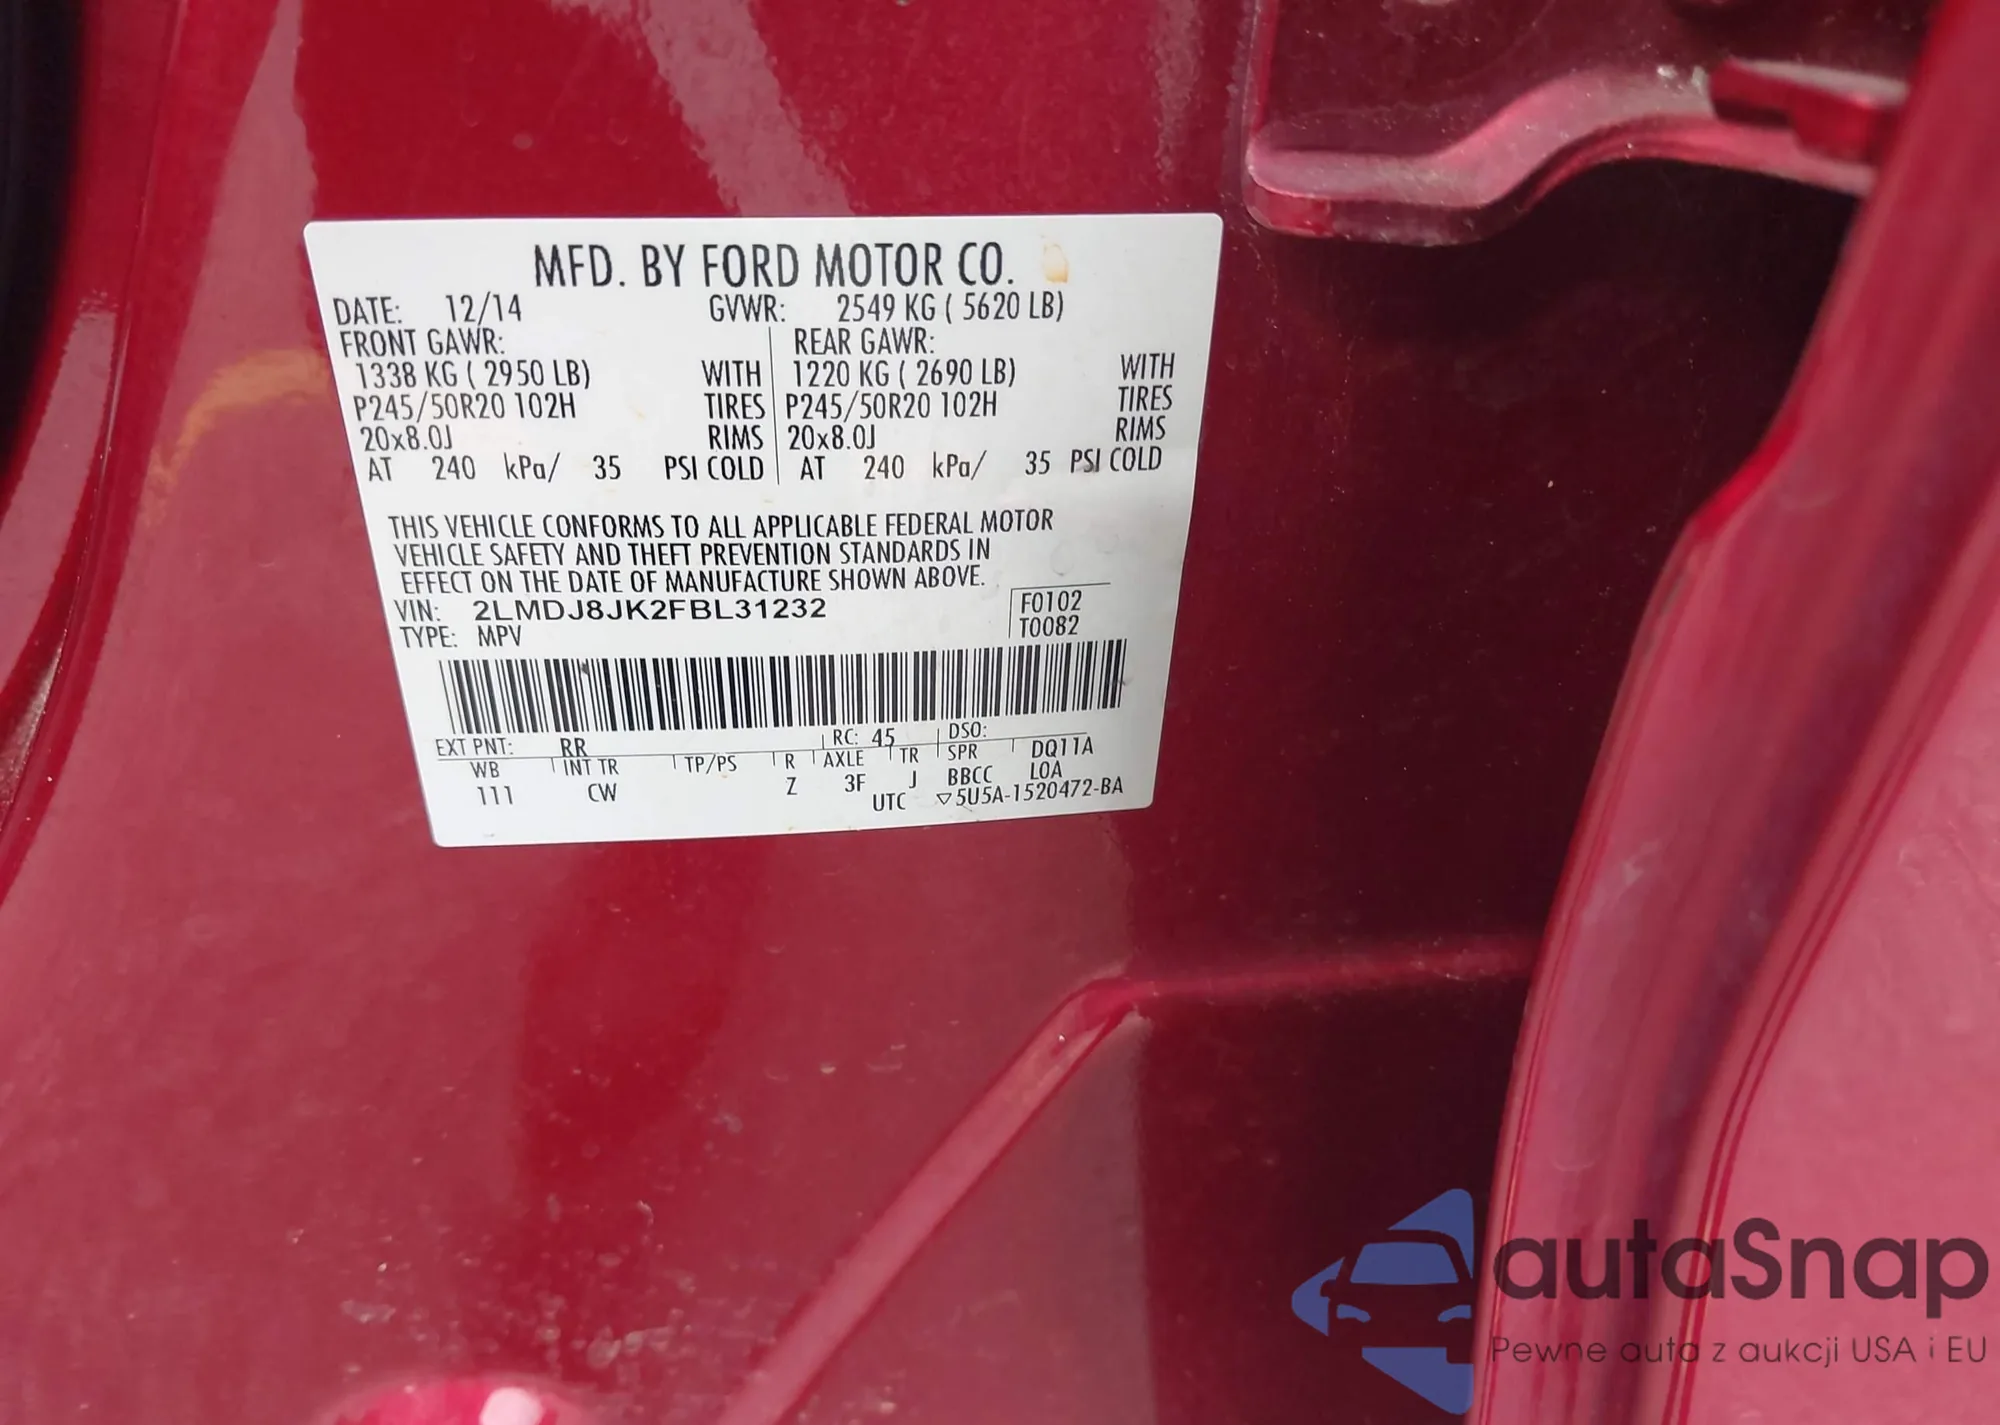 MFD. BY FORD MOTOR CO.
DATE: 12/14 GVWR: 2549 KG ( 5620 LB)
FRONT GAWR: REAR GAWR:
1338 KG ( 2950 LB) WITH 1220 KG ( 2690 LB) WITH
P245/50R20 102H TIRES P245/50R20 102H TIRES
20x8.0J RIMS 20x8.0J RIMS
AT 240 kPa/ 35 PSI COLD AT 240 kPa/ 35 PSI COLD
THIS VEHICLE CONFORMS TO ALL APPLICABLE FEDERAL MOTOR
VEHICLE SAFETY AND THEFT PREVENTION STANDARDS IN
EFFECT ON THE DATE OF MANUFACTURE SHOWN ABOVE.
VIN: 2LMDJ8JK2FBL31232 F0102
TYPE: MPV T0082
EXT PNT: RR RC: 45 DSO:
WB INT TR TP/PS R AXLE TR SPR DQ11A
111 CW Z 3F J BBCC LOA
UTC ▽5U5A-1520472-BA
autaSnap
Pewne auta z aukcji USA i EU